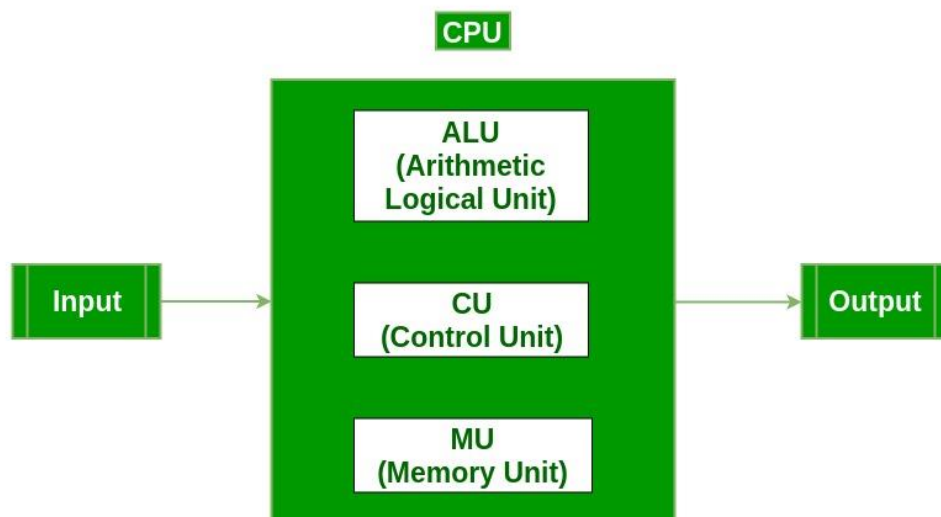 CPU
ALU
(Arithmetic
Logical Unit)
Input
CU
(Control Unit)
Output
MU
(Memory Unit)